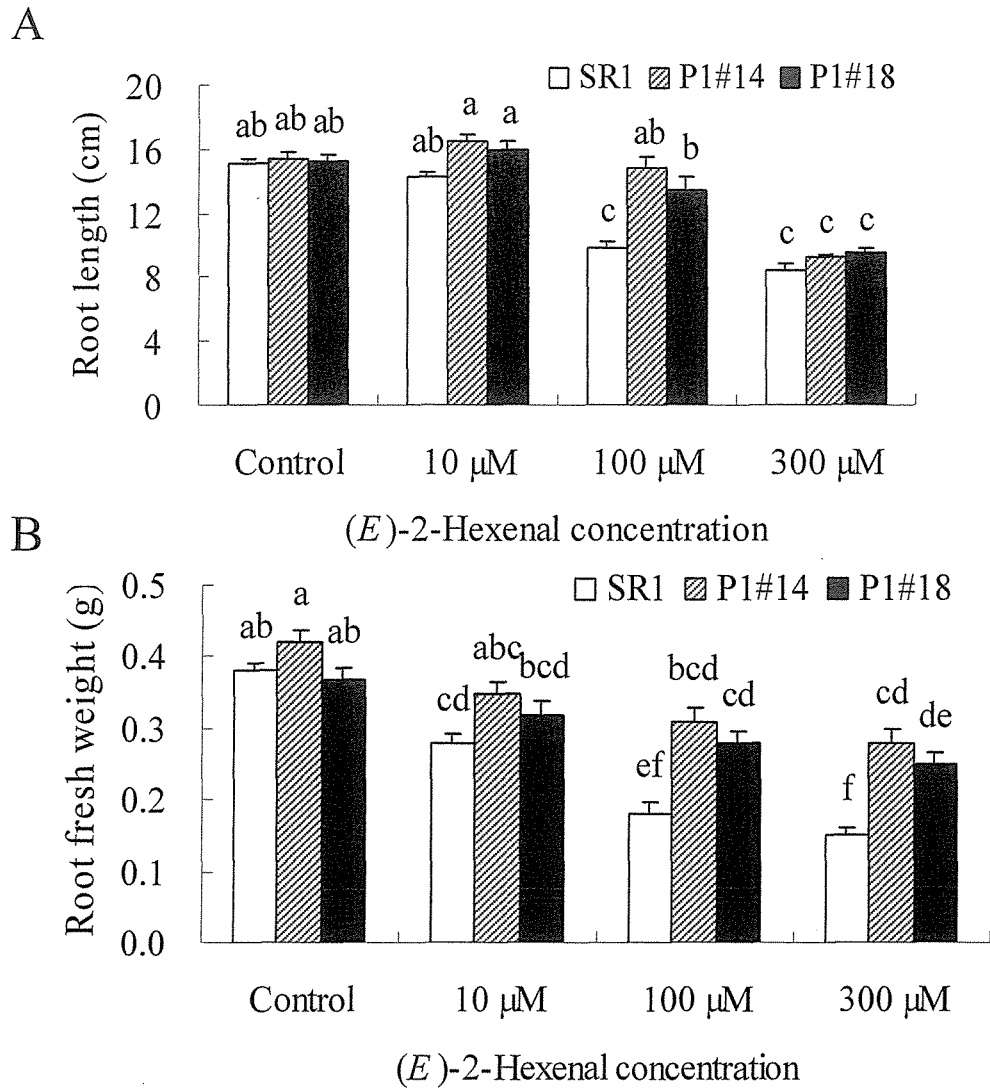 A
SR1 P1#14 P1#18
Root length (cm)
20
16
12
8
4
0
ab ab ab
ab a a
c ab b
c c c
Control 10 μM 100 μM 300 μM
(E)-2-Hexenal concentration
B
SR1 P1#14 P1#18
Root fresh weight (g)
0.5
0.4
0.3
0.2
0.1
0.0
ab a ab
cd abc bcd
ef bcd cd
f cd de
Control 10 μM 100 μM 300 μM
(E)-2-Hexenal concentration